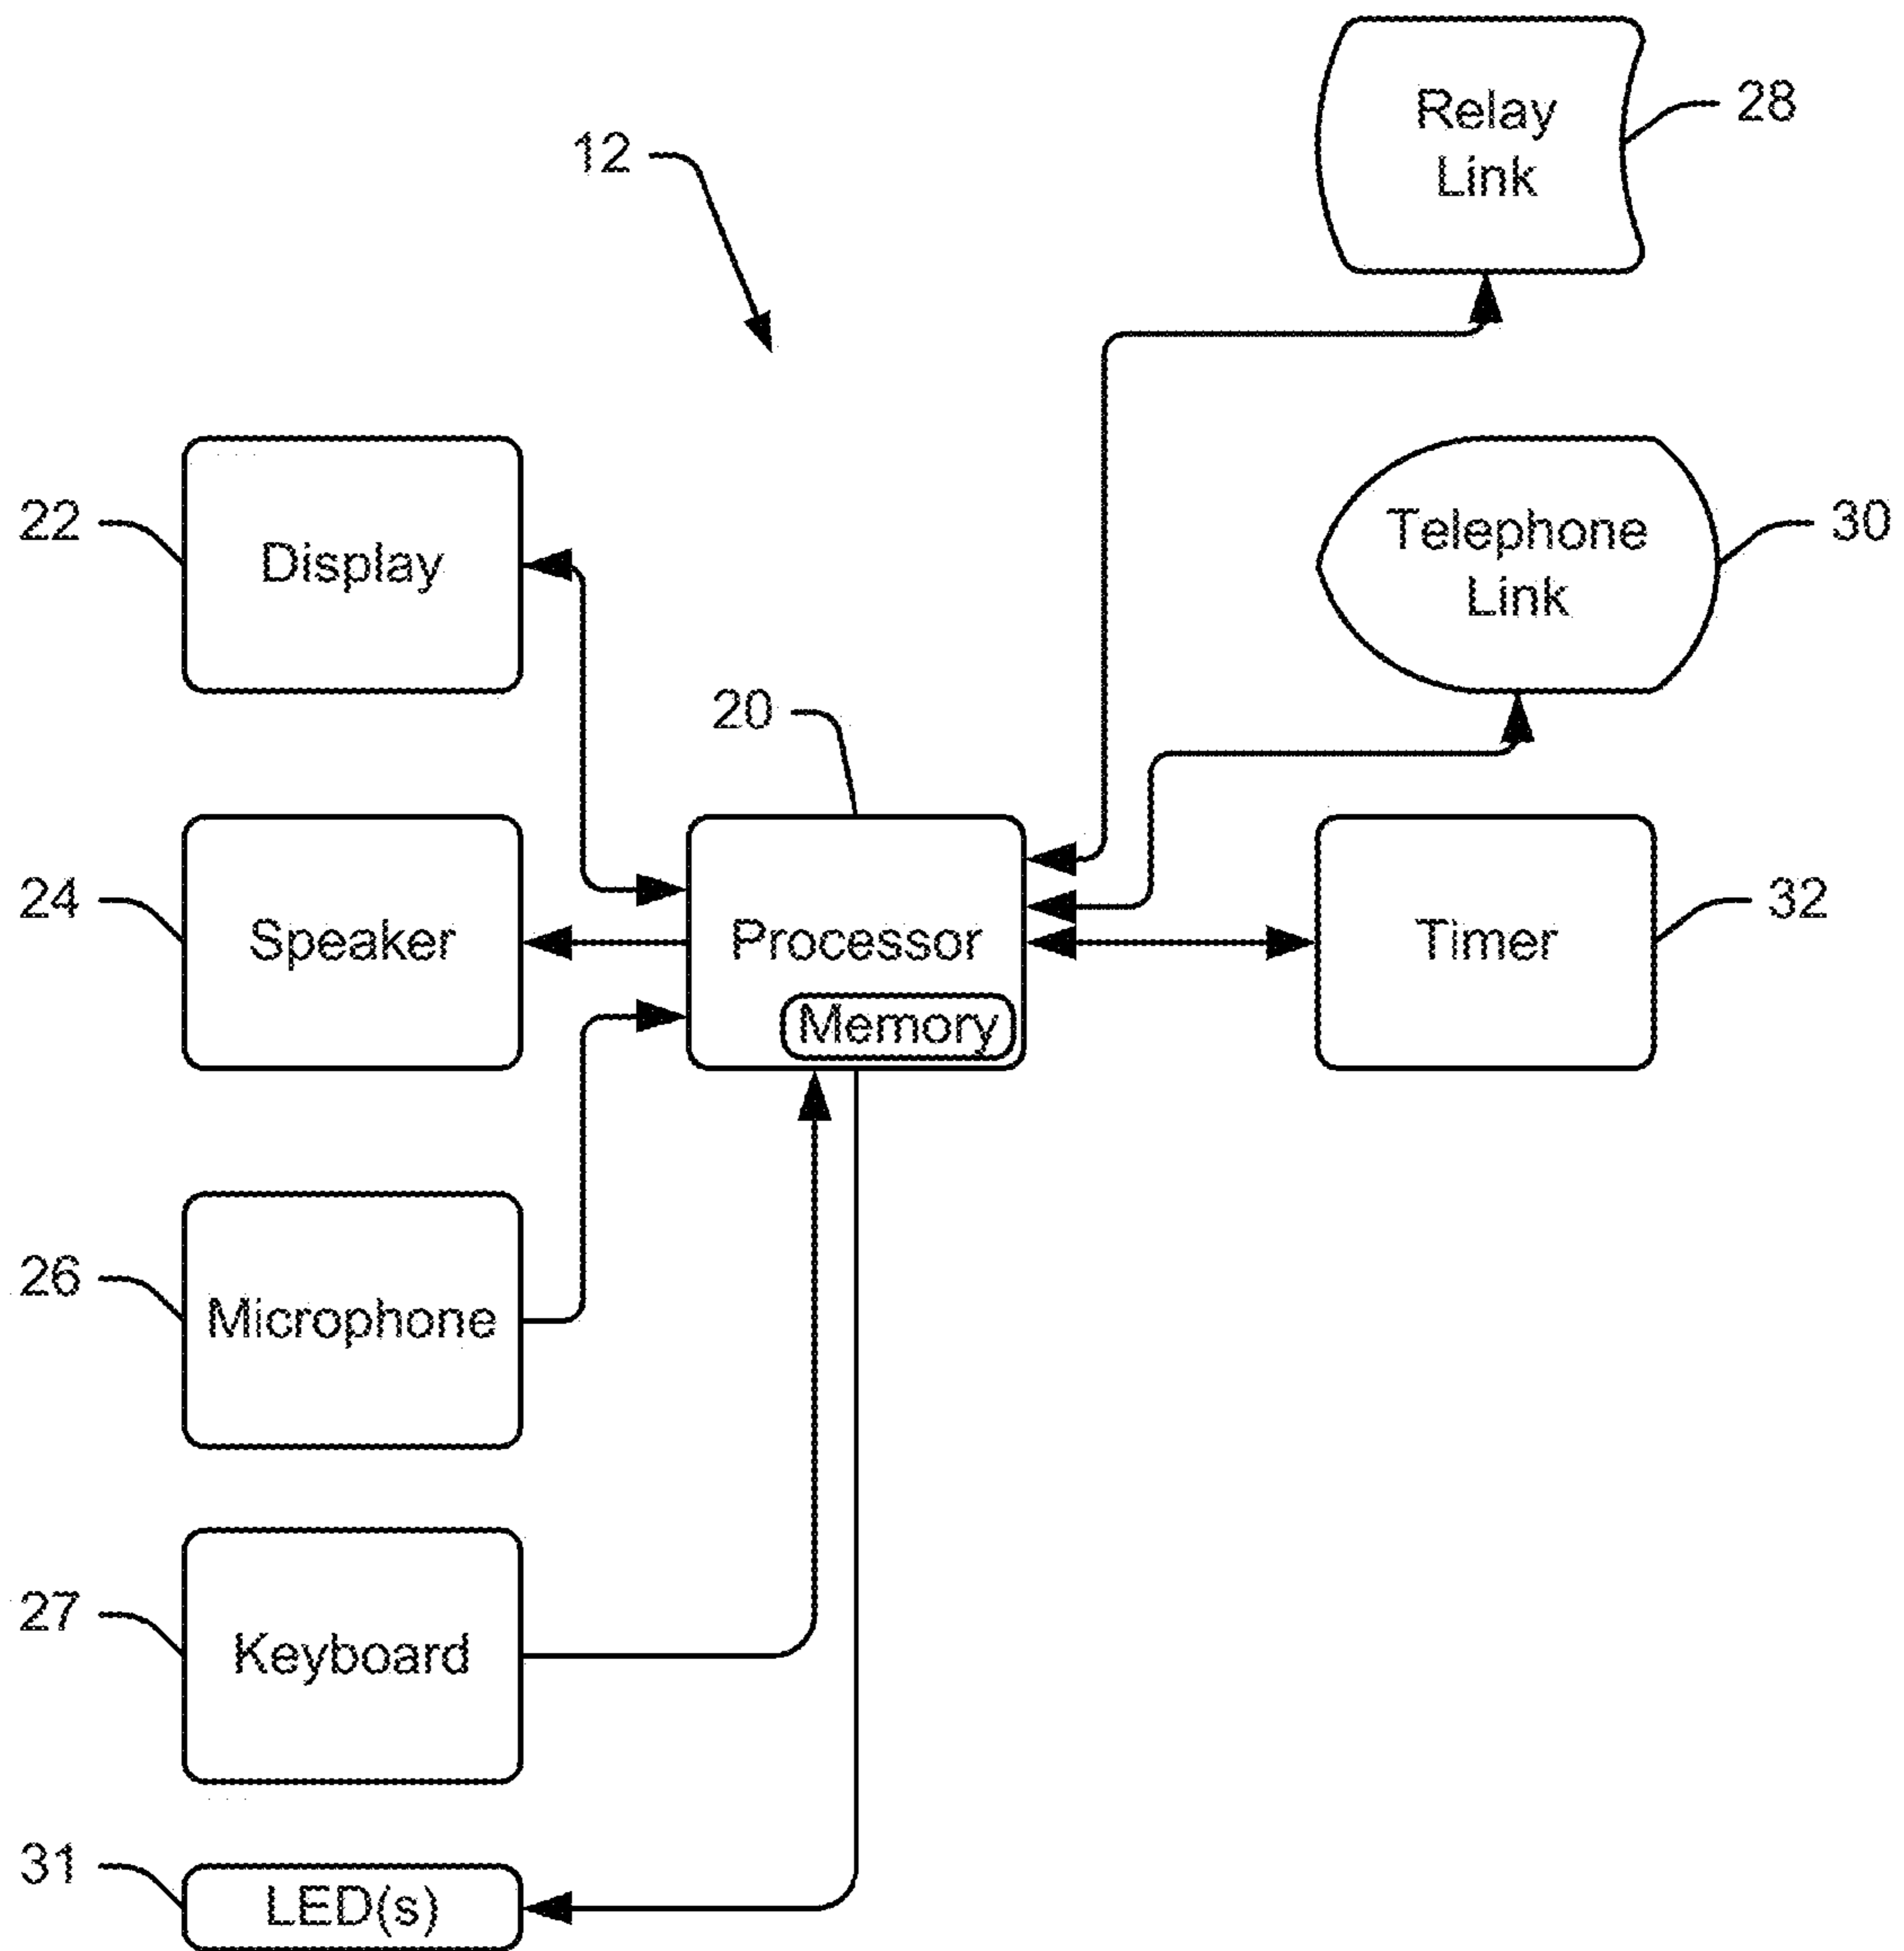 Relay
Link
28
12
22
Display
Telephone
Link
30
20
24
Speaker
Processor
Memory
Timer
32
26
Microphone
27
Keyboard
31
LED(s)